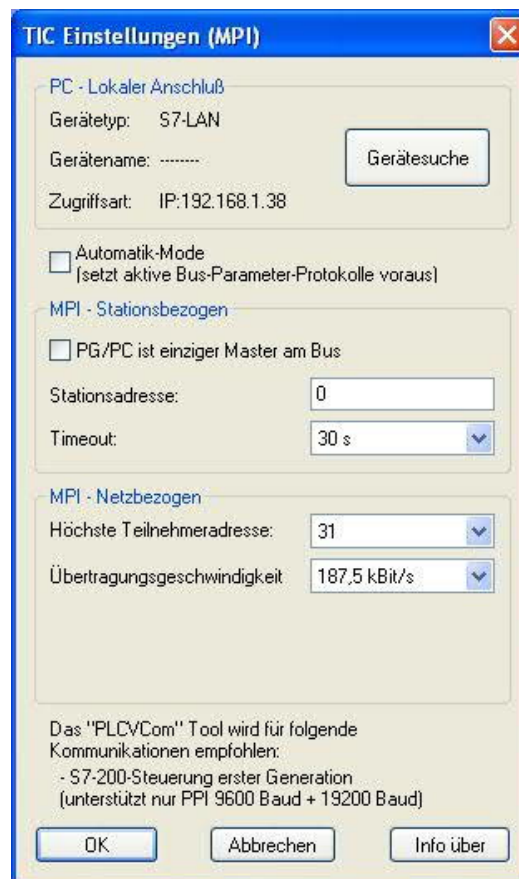 TIC Einstellungen (MPI)
PC - Lokaler Anschluß
Gerätetyp: S7-LAN
Gerätename: --------
Gerätesuche
Zugriffsart: IP:192.168.1.38
Automatik-Mode
(setzt aktive Bus-Parameter-Protokolle voraus)
MPI - Stationsbezogen
PG/PC ist einziger Master am Bus
Stationsadresse: 0
Timeout: 30 s
MPI - Netzbezogen
Höchste Teilnehmeradresse: 31
Übertragungsgeschwindigkeit 187,5 kBit/s
Das "PLCVCom" Tool wird für folgende
Kommunikationen empfohlen:
- S7-200-Steuerung erster Generation
(unterstützt nur PPI 9600 Baud + 19200 Baud)
OK Abbrechen Info über